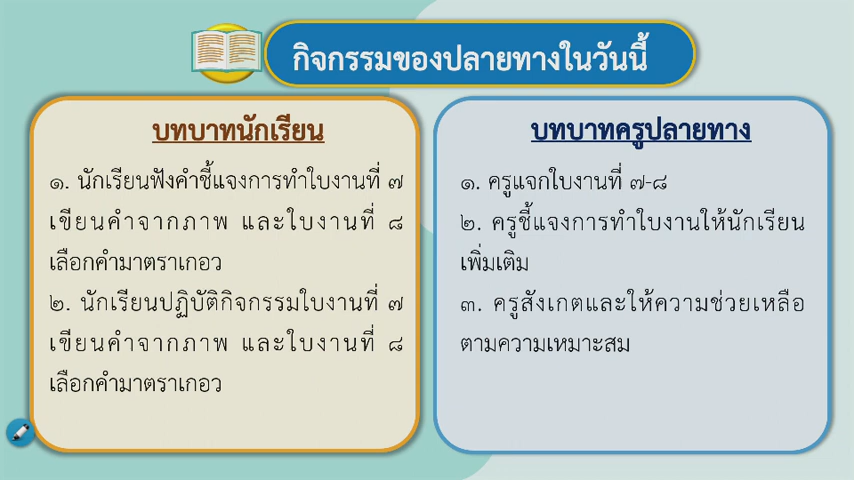 กิจกรรมของปลายทางในวันนี้
บทบาทนักเรียน
๑. นักเรียนฟังคำชี้แจงการทำใบงานที่ ๗
เขียนคำจากภาพ และใบงานที่ ๘
เลือกคำมาตราเกอว
๒. นักเรียนปฏิบัติกิจกรรมใบงานที่ ๗
เขียนคำจากภาพ และใบงานที่ ๘
เลือกคำมาตราเกอว
บทบาทครูปลายทาง
๑. ครูแจกใบงานที่ ๗-๘
๒. ครูชี้แจงการทำใบงานให้นักเรียน
เพิ่มเติม
๓. ครูสังเกตและให้ความช่วยเหลือ
ตามความเหมาะสม